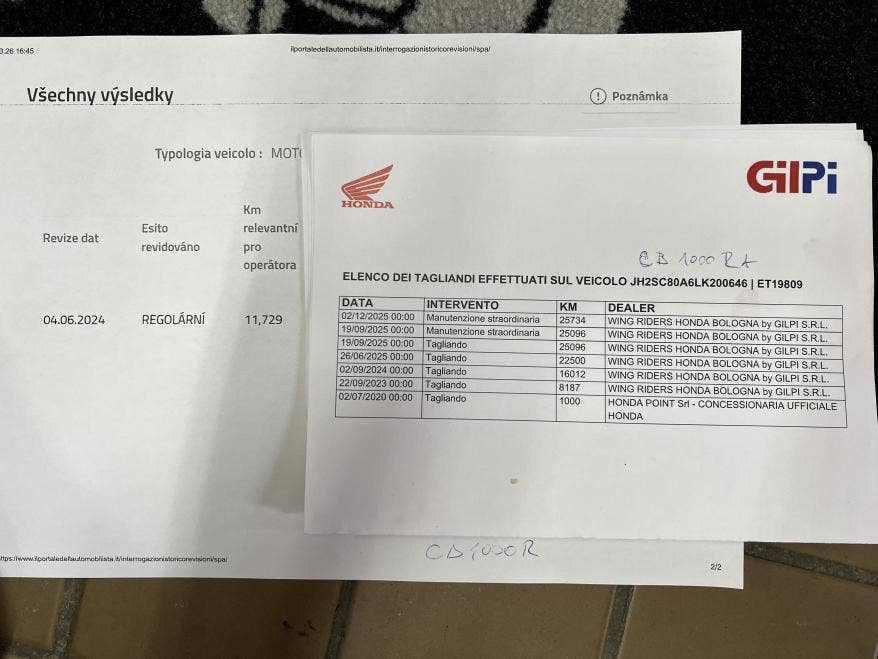 3.26 16:45
ilportaledellautomobilista.it/interrogazionistoricorevisioni/spa/
Všechny výsledky
! Poznámka
Typologia veicolo :
Revize dat
Esito
revidováno
Km
relevantní
pro
operátora
04.06.2024 REGOLÁRNÍ 11,729
HONDA
GILPi
CB 1000 RA
ELENCO DEI TAGLIANDI EFFETTUATI SUL VEICOLO JH2SC80A6LK200646 | ET19809
DATA INTERVENTO KM DEALER
02/12/2025 00:00 Manutenzione straordinaria 25734 WING RIDERS HONDA BOLOGNA by GILPI S.R.L.
19/09/2025 00:00 Manutenzione straordinaria 25096 WING RIDERS HONDA BOLOGNA by GILPI S.R.L.
19/09/2025 00:00 Tagliando 25096 WING RIDERS HONDA BOLOGNA by GILPI S.R.L.
26/06/2025 00:00 Tagliando 22500 WING RIDERS HONDA BOLOGNA by GILPI S.R.L.
02/09/2024 00:00 Tagliando 16012 WING RIDERS HONDA BOLOGNA by GILPI S.R.L.
22/09/2023 00:00 Tagliando 8187 WING RIDERS HONDA BOLOGNA by GILPI S.R.L.
02/07/2020 00:00 Tagliando 1000 HONDA POINT Srl - CONCESSIONARIA UFFICIALE
HONDA
CB1000R
ttps://www.ilportaledellautomobilista.it/interrogazionistoricorevisioni/spa/
2/2